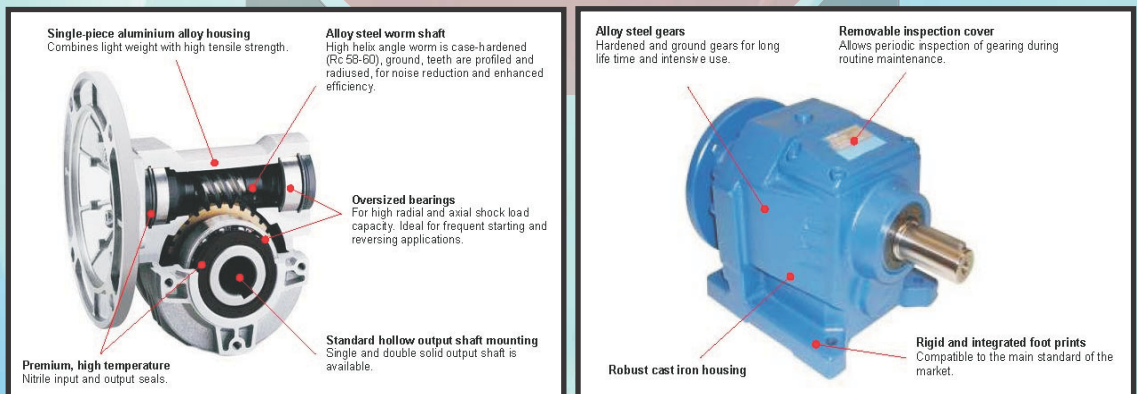 Single-piece aluminium alloy housing
Combines light weight with high tensile strength.
Alloy steel worm shaft
High helix angle worm is case-hardened
(Rc 58-60), ground, teeth are profiled and
radiused, for noise reduction and enhanced
efficiency.
Oversized bearings
For high radial and axial shock load
capacity. Ideal for frequent starting and
reversing applications.
Standard hollow output shaft mounting
Single and double solid output shaft is
available.
Premium, high temperature
Nitrile input and output seals.
Alloy steel gears
Hardened and ground gears for long
life time and intensive use.
Removable inspection cover
Allows periodic inspection of gearing during
routine maintenance.
Robust cast iron housing
Rigid and integrated foot prints
Compatible to the main standard of the
market.